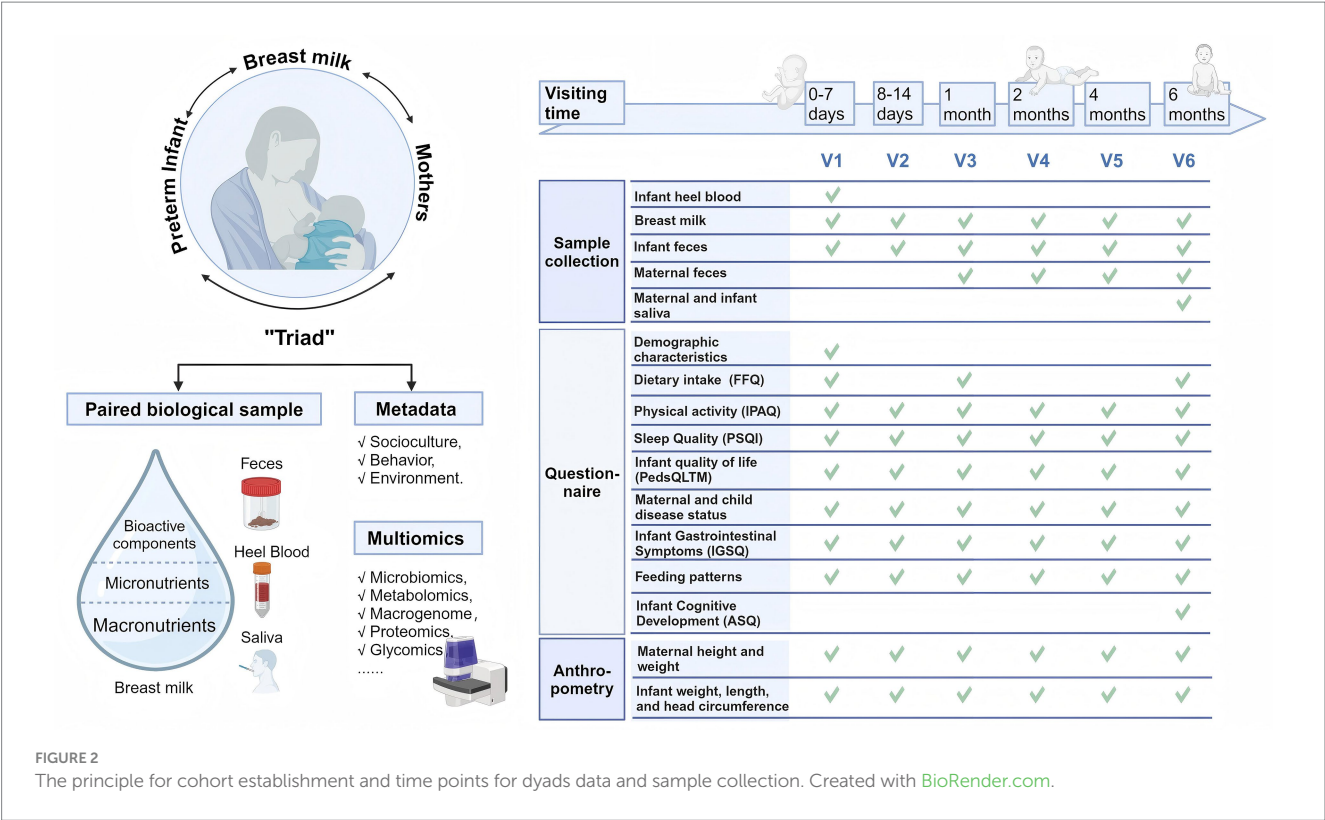 Breast milk
Preterm Infant
Mothers
"Triad"
Paired biological sample
Metadata
√ Socioculture,
√ Behavior,
√ Environment.
Feces
Bioactive
components
Heel Blood
Micronutrients
Macronutrients
Saliva
Breast milk
Multiomics
√ Microbiomics,
√ Metabolomics,
√ Macrogenome,
√ Proteomics,
√ Glycomics
......
Visiting
time
0-7
days
8-14
days
1
month
2
months
4
months
6
months
V1 V2 V3 V4 V5 V6
Sample
collection
Infant heel blood ✓
Breast milk ✓ ✓ ✓ ✓ ✓ ✓
Infant feces ✓ ✓ ✓ ✓ ✓ ✓
Maternal feces ✓ ✓ ✓ ✓
Maternal and infant
saliva ✓
Question-
naire
Demographic
characteristics ✓
Dietary intake (FFQ) ✓ ✓ ✓
Physical activity (IPAQ) ✓ ✓ ✓ ✓ ✓ ✓
Sleep Quality (PSQI) ✓ ✓ ✓ ✓ ✓ ✓
Infant quality of life
(PedsQLTM) ✓ ✓ ✓ ✓ ✓ ✓
Maternal and child
disease status ✓ ✓ ✓ ✓ ✓ ✓
Infant Gastrointestinal
Symptoms (IGSQ) ✓ ✓ ✓ ✓ ✓ ✓
Feeding patterns ✓ ✓ ✓ ✓ ✓ ✓
Infant Cognitive
Development (ASQ) ✓
Anthro-
pometry
Maternal height and
weight ✓ ✓ ✓ ✓ ✓ ✓
Infant weight, length,
and head circumference ✓ ✓ ✓ ✓ ✓ ✓
FIGURE 2
The principle for cohort establishment and time points for dyads data and sample collection. Created with BioRender.com.